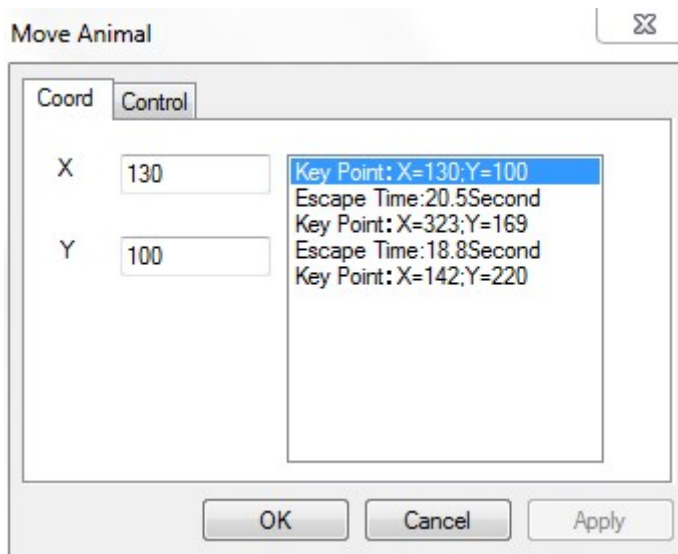 Move Animal
Coord Control
X 130
Y 100
Key Point: X=130;Y=100
Escape Time:20.5Second
Key Point: X=323;Y=169
Escape Time:18.8Second
Key Point: X=142;Y=220
OK Cancel Apply